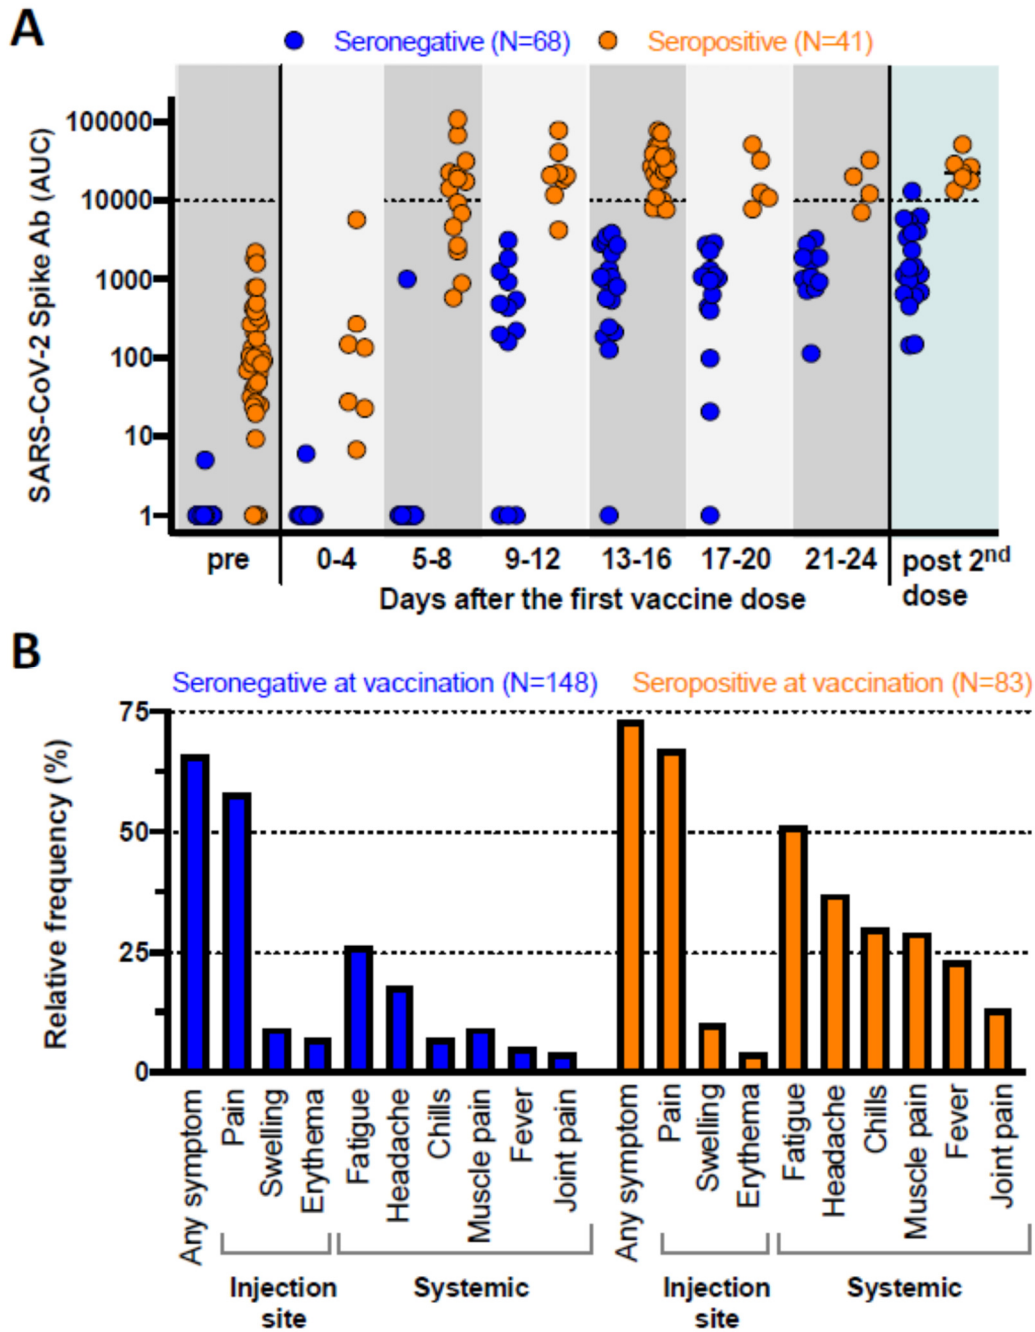 A
Seronegative (N=68)
Seropositive (N=41)
SARS-CoV-2 Spike Ab (AUC)
100000
10000
1000
100
10
1
pre
0-4
5-8
9-12
13-16
17-20
21-24
post 2nd
dose
Days after the first vaccine dose
B
Seronegative at vaccination (N=148)
Seropositive at vaccination (N=83)
Relative frequency (%)
75
50
25
0
Any symptom
Pain
Swelling
Erythema
Fatigue
Headache
Chills
Muscle pain
Fever
Joint pain
Any symptom
Pain
Swelling
Erythema
Fatigue
Headache
Chills
Muscle pain
Fever
Joint pain
Injection
site
Systemic
Injection
site
Systemic